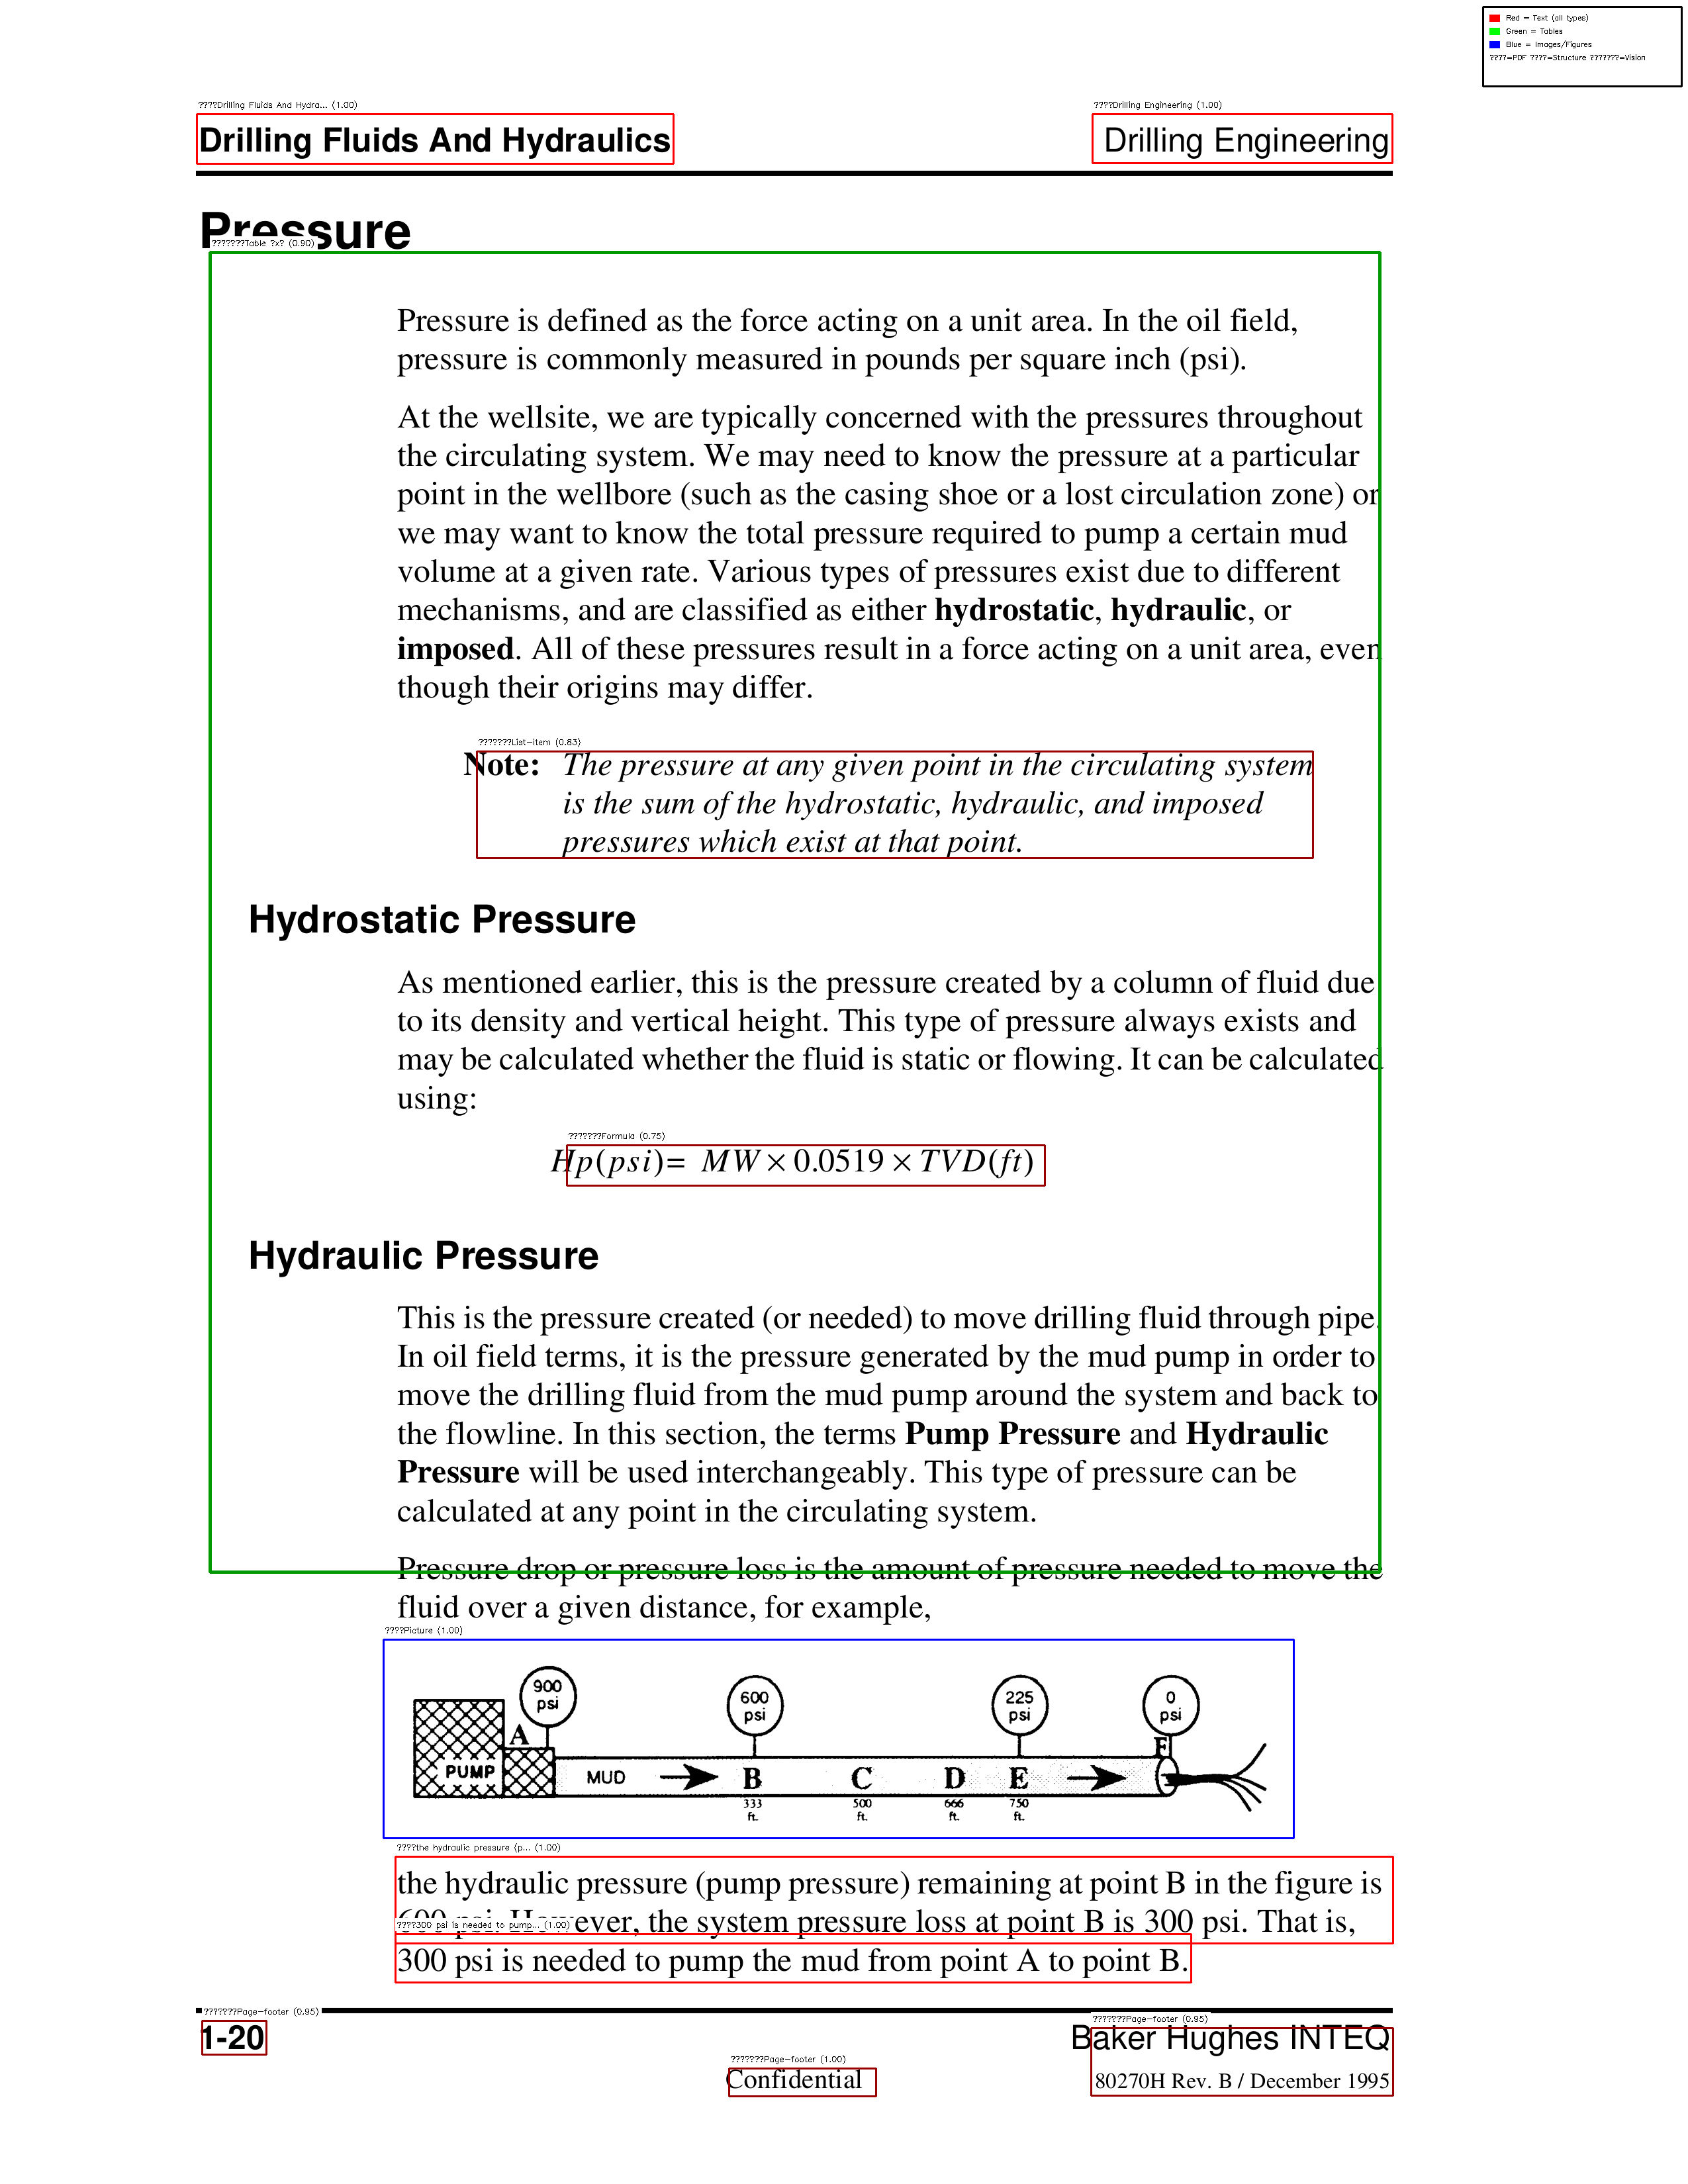 Red = Text (all types)
Green = Tables
Blue = Images/Figures
????=PDF ????=Structure ???????=Vision
????Drilling Fluids And Hydra... (1.00)
????Drilling Engineering (1.00)
Drilling Fluids And Hydraulics
Drilling Engineering
Pressure
???????Table ?x? (0.90)
Pressure is defined as the force acting on a unit area. In the oil field,
pressure is commonly measured in pounds per square inch (psi).
At the wellsite, we are typically concerned with the pressures throughout
the circulating system. We may need to know the pressure at a particular
point in the wellbore (such as the casing shoe or a lost circulation zone) or
we may want to know the total pressure required to pump a certain mud
volume at a given rate. Various types of pressures exist due to different
mechanisms, and are classified as either hydrostatic, hydraulic, or
imposed. All of these pressures result in a force acting on a unit area, even
though their origins may differ.
???????List-item (0.83)
Note: The pressure at any given point in the circulating system
is the sum of the hydrostatic, hydraulic, and imposed
pressures which exist at that point.
Hydrostatic Pressure
As mentioned earlier, this is the pressure created by a column of fluid due
to its density and vertical height. This type of pressure always exists and
may be calculated whether the fluid is static or flowing. It can be calculated
using:
???????Formula (0.75)
Hp(psi)= MW × 0.0519 × TVD(ft)
Hydraulic Pressure
This is the pressure created (or needed) to move drilling fluid through pipe.
In oil field terms, it is the pressure generated by the mud pump in order to
move the drilling fluid from the mud pump around the system and back to
the flowline. In this section, the terms Pump Pressure and Hydraulic
Pressure will be used interchangeably. This type of pressure can be
calculated at any point in the circulating system.
Pressure drop or pressure loss is the amount of pressure needed to move the
fluid over a given distance, for example,
????Picture (1.00)
900 psi
600 psi
225 psi
0 psi
A
F
PUMP
MUD
B
C
D
E
333 ft.
500 ft.
666 ft.
750 ft.
????the hydraulic pressure (p... (1.00)
the hydraulic pressure (pump pressure) remaining at point B in the figure is
600 psi. However, the system pressure loss at point B is 300 psi. That is,
????300 psi is needed to pump... (1.00)
300 psi is needed to pump the mud from point A to point B.
???????Page-footer (0.95)
???????Page-footer (0.95)
1-20
Baker Hughes INTEQ
???????Page-footer (1.00)
Confidential
80270H Rev. B / December 1995